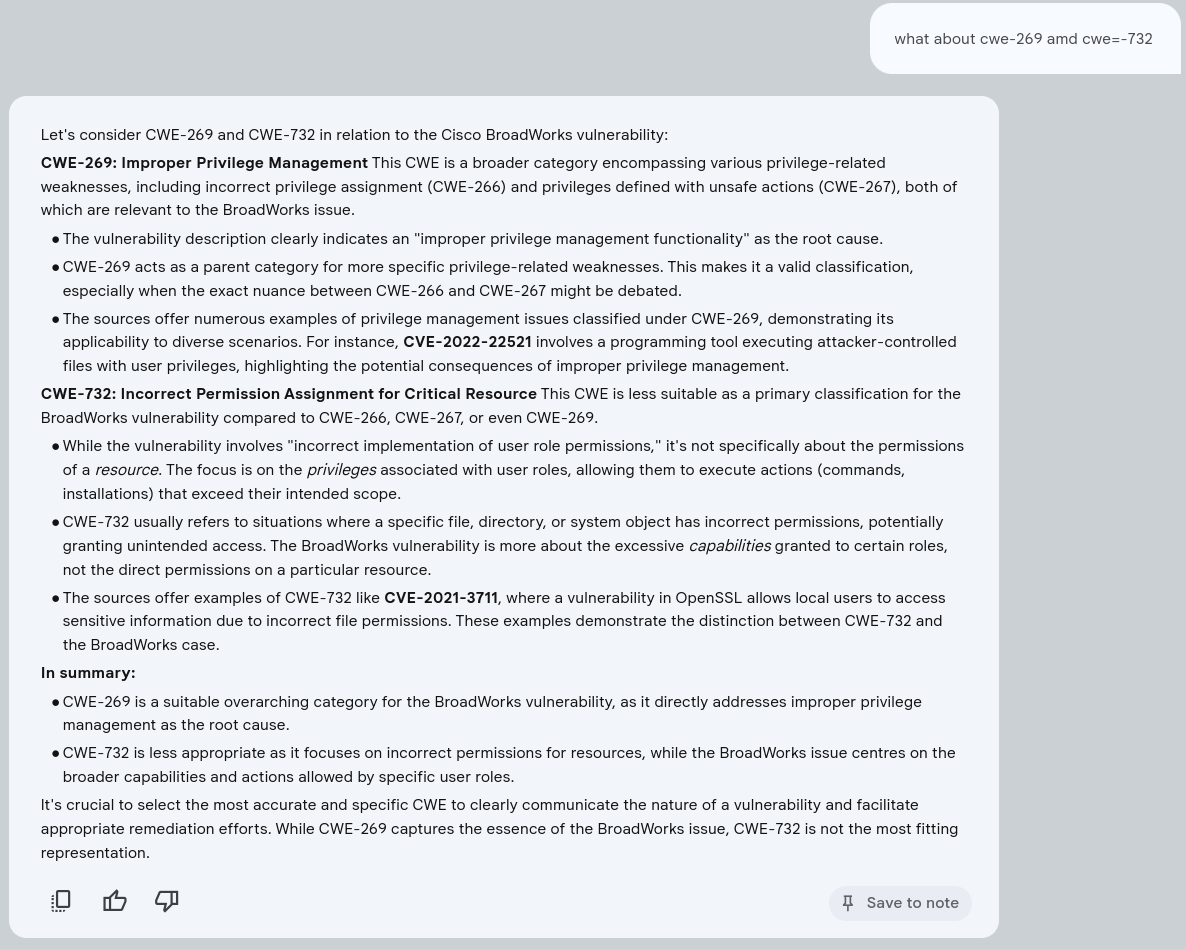 what about cwe-269 amd cwe=-732
Let's consider CWE-269 and CWE-732 in relation to the Cisco BroadWorks vulnerability:
CWE-269: Improper Privilege Management This CWE is a broader category encompassing various privilege-related
weaknesses, including incorrect privilege assignment (CWE-266) and privileges defined with unsafe actions (CWE-267), both of
which are relevant to the BroadWorks issue.
● The vulnerability description clearly indicates an "improper privilege management functionality" as the root cause.
● CWE-269 acts as a parent category for more specific privilege-related weaknesses. This makes it a valid classification,
especially when the exact nuance between CWE-266 and CWE-267 might be debated.
● The sources offer numerous examples of privilege management issues classified under CWE-269, demonstrating its
applicability to diverse scenarios. For instance, CVE-2022-22521 involves a programming tool executing attacker-controlled
files with user privileges, highlighting the potential consequences of improper privilege management.
CWE-732: Incorrect Permission Assignment for Critical Resource This CWE is less suitable as a primary classification for the
BroadWorks vulnerability compared to CWE-266, CWE-267, or even CWE-269.
● While the vulnerability involves "incorrect implementation of user role permissions," it's not specifically about the permissions
of a resource. The focus is on the privileges associated with user roles, allowing them to execute actions (commands,
installations) that exceed their intended scope.
● CWE-732 usually refers to situations where a specific file, directory, or system object has incorrect permissions, potentially
granting unintended access. The BroadWorks vulnerability is more about the excessive capabilities granted to certain roles,
not the direct permissions on a particular resource.
● The sources offer examples of CWE-732 like CVE-2021-3711, where a vulnerability in OpenSSL allows local users to access
sensitive information due to incorrect file permissions. These examples demonstrate the distinction between CWE-732 and
the BroadWorks case.
In summary:
● CWE-269 is a suitable overarching category for the BroadWorks vulnerability, as it directly addresses improper privilege
management as the root cause.
● CWE-732 is less appropriate as it focuses on incorrect permissions for resources, while the BroadWorks issue centres on the
broader capabilities and actions allowed by specific user roles.
It's crucial to select the most accurate and specific CWE to clearly communicate the nature of a vulnerability and facilitate
appropriate remediation efforts. While CWE-269 captures the essence of the BroadWorks issue, CWE-732 is not the most fitting
representation.
Save to note